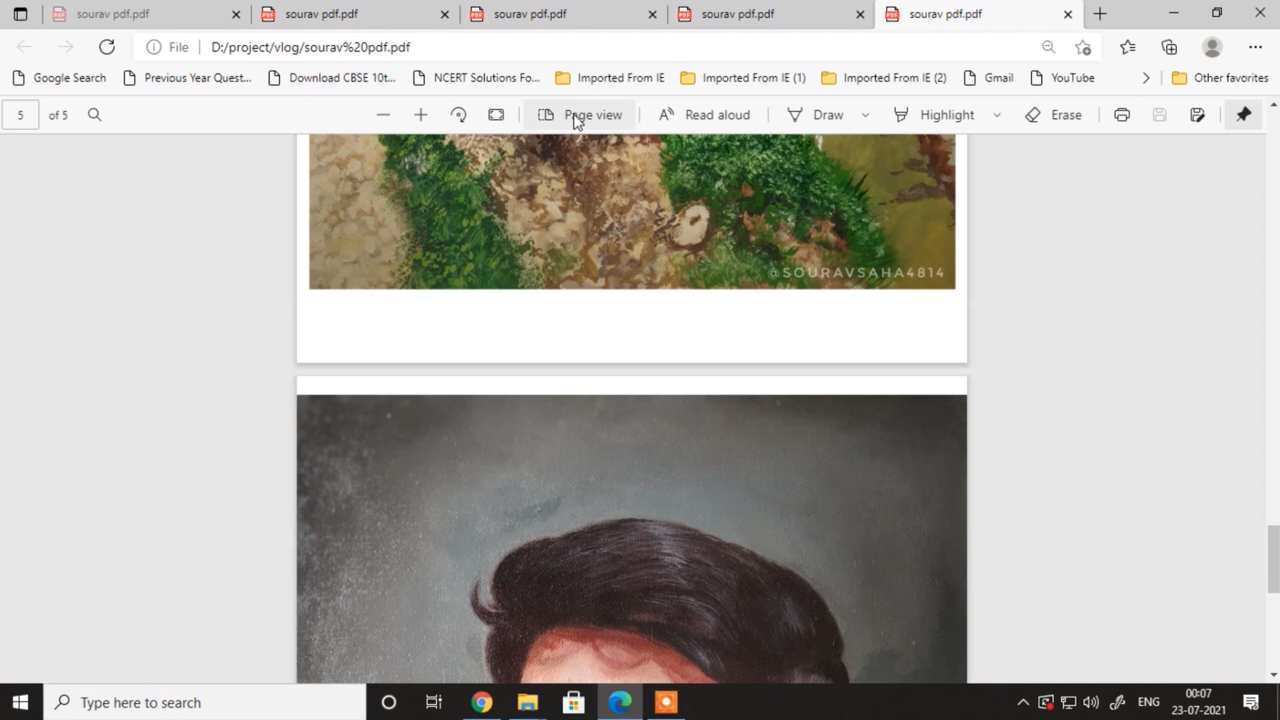 sourav pdf.pdf sourav pdf.pdf sourav pdf.pdf sourav pdf.pdf sourav pdf.pdf
File D:/project/vlog/sourav%20pdf.pdf
Google Search Previous Year Quest... Download CBSE 10t... NCERT Solutions Fo... Imported From IE Imported From IE (1) Imported From IE (2) Gmail YouTube Other favorites
5 of 5 Page view Read aloud Draw Highlight Erase
@SOURAVSAHA4814
Type here to search ENG 00:07
23-07-2021